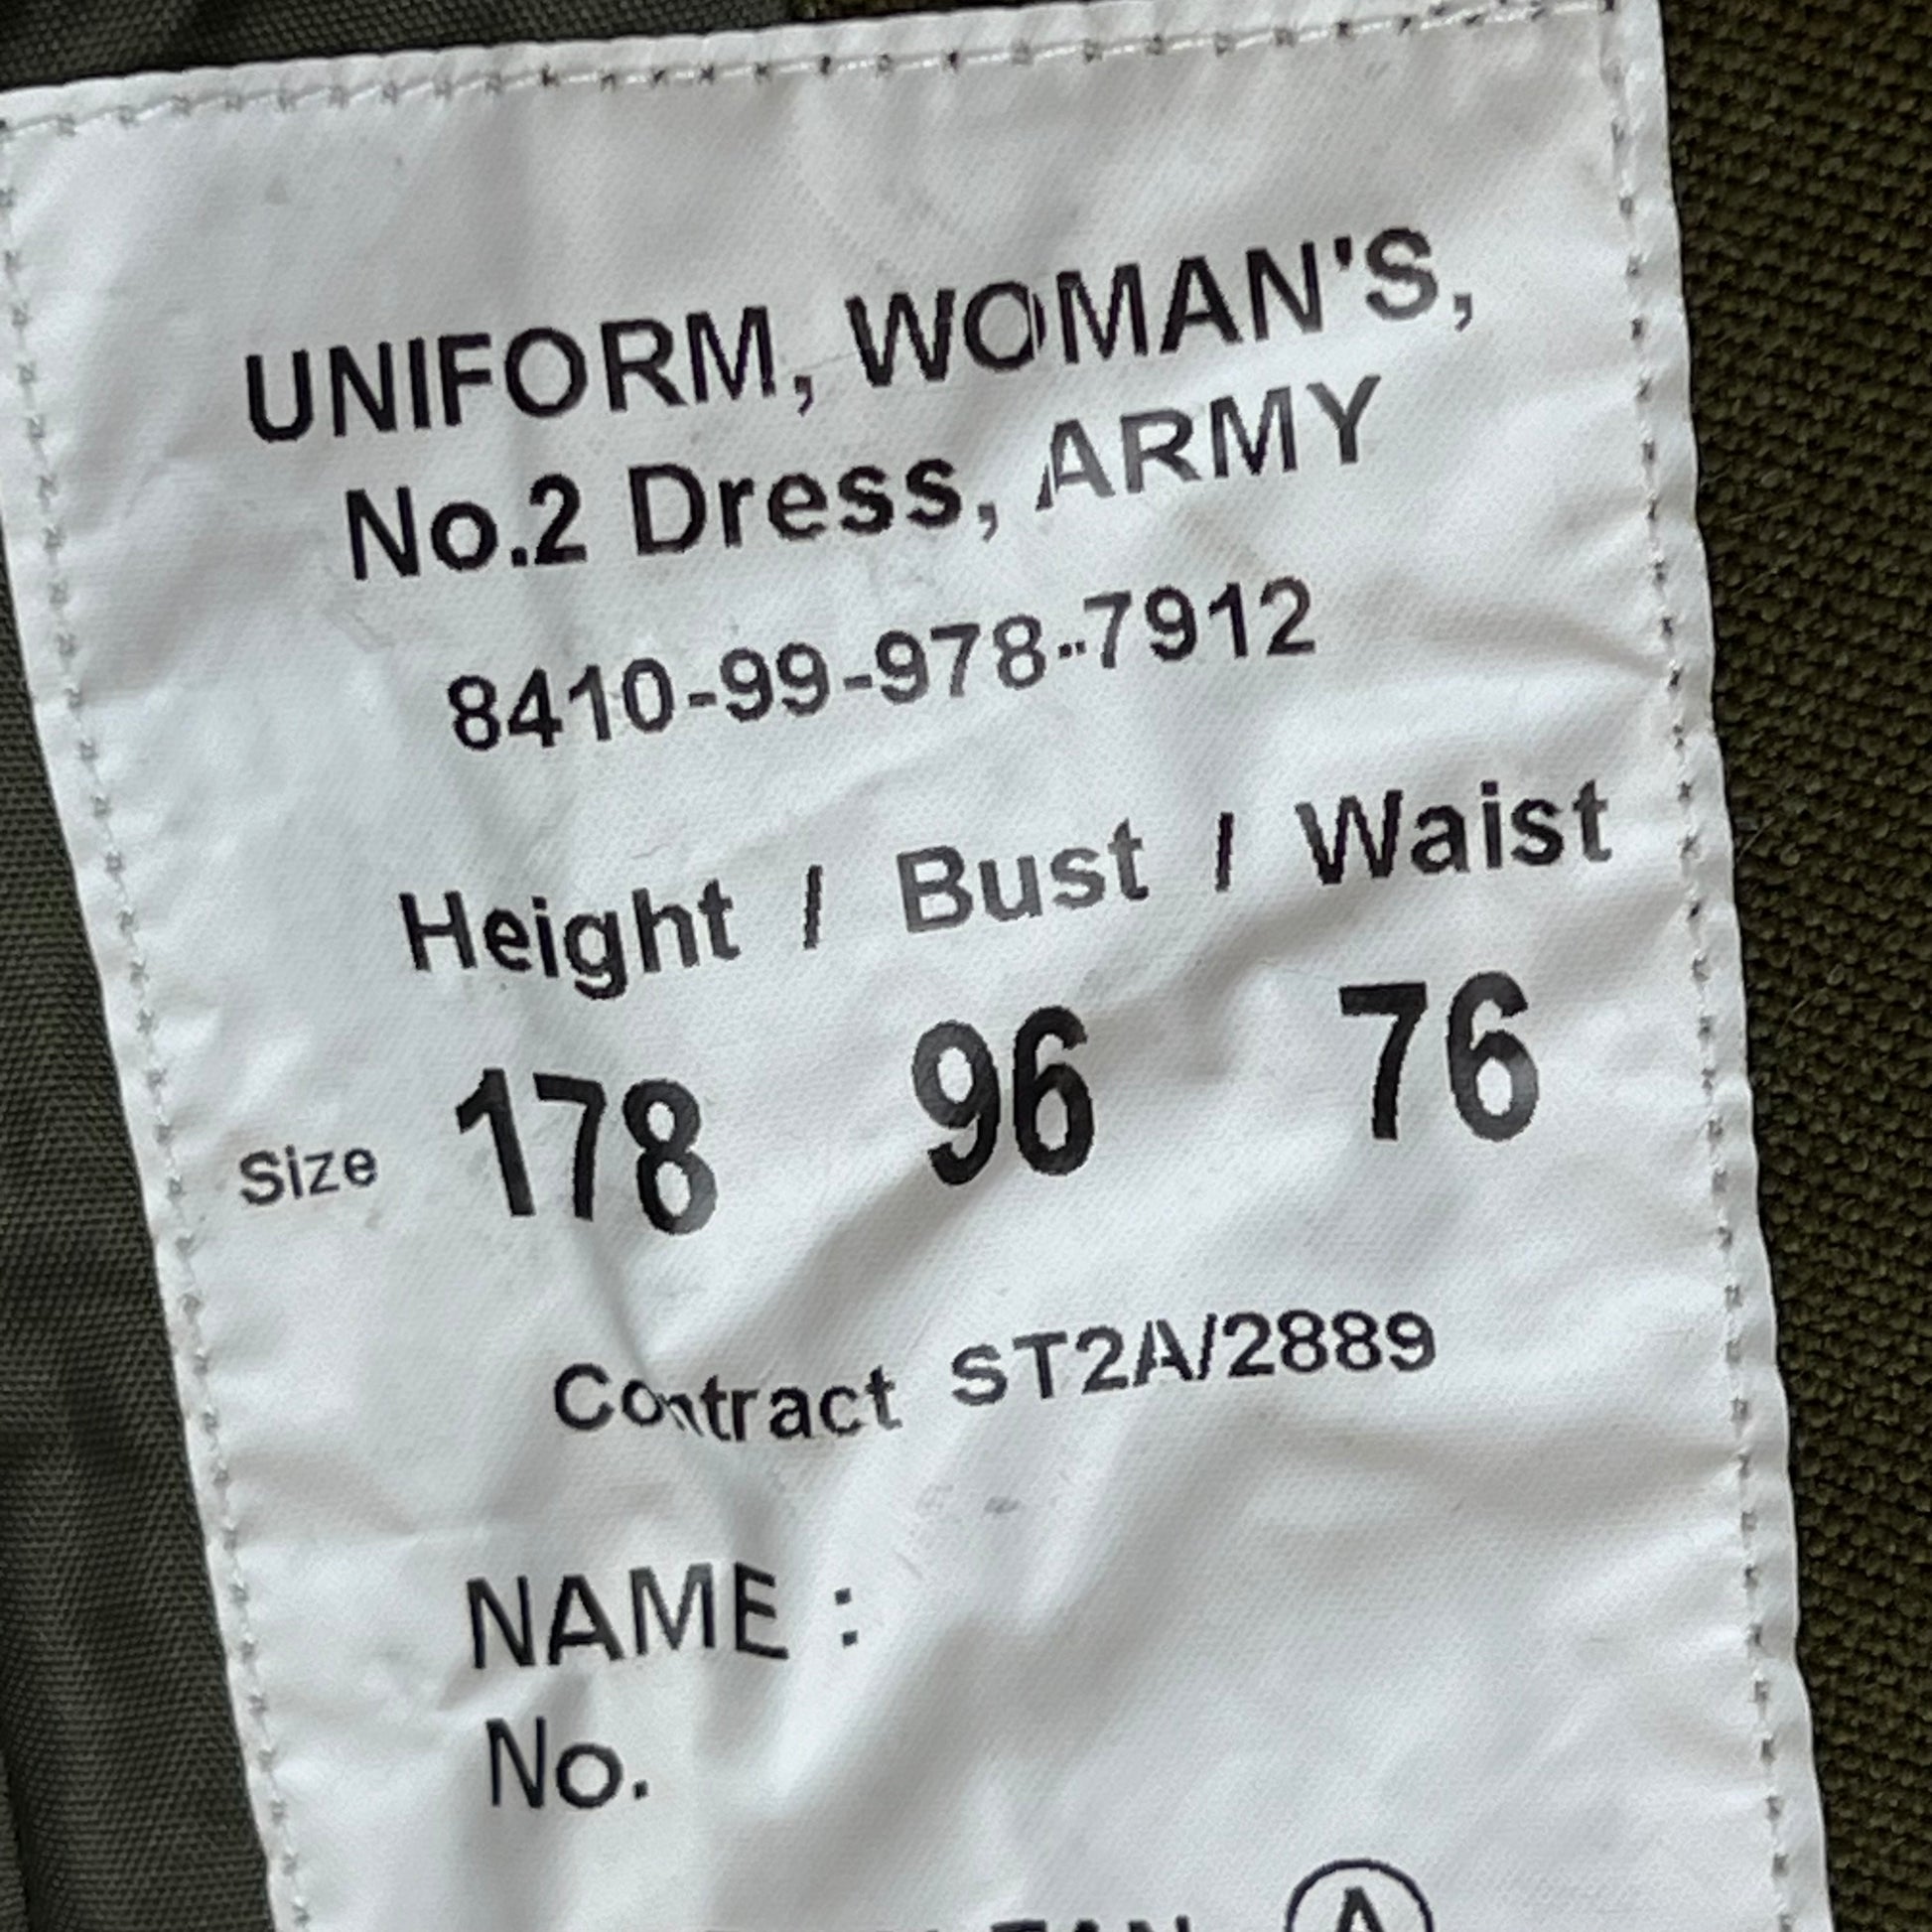 UNIFORM, WOMAN'S,
No.2 Dress, ARMY
8410-99-978-7912
Height / Bust / Waist
Size 178 96 76
Contract ST2A/2889
NAME :
No.
A